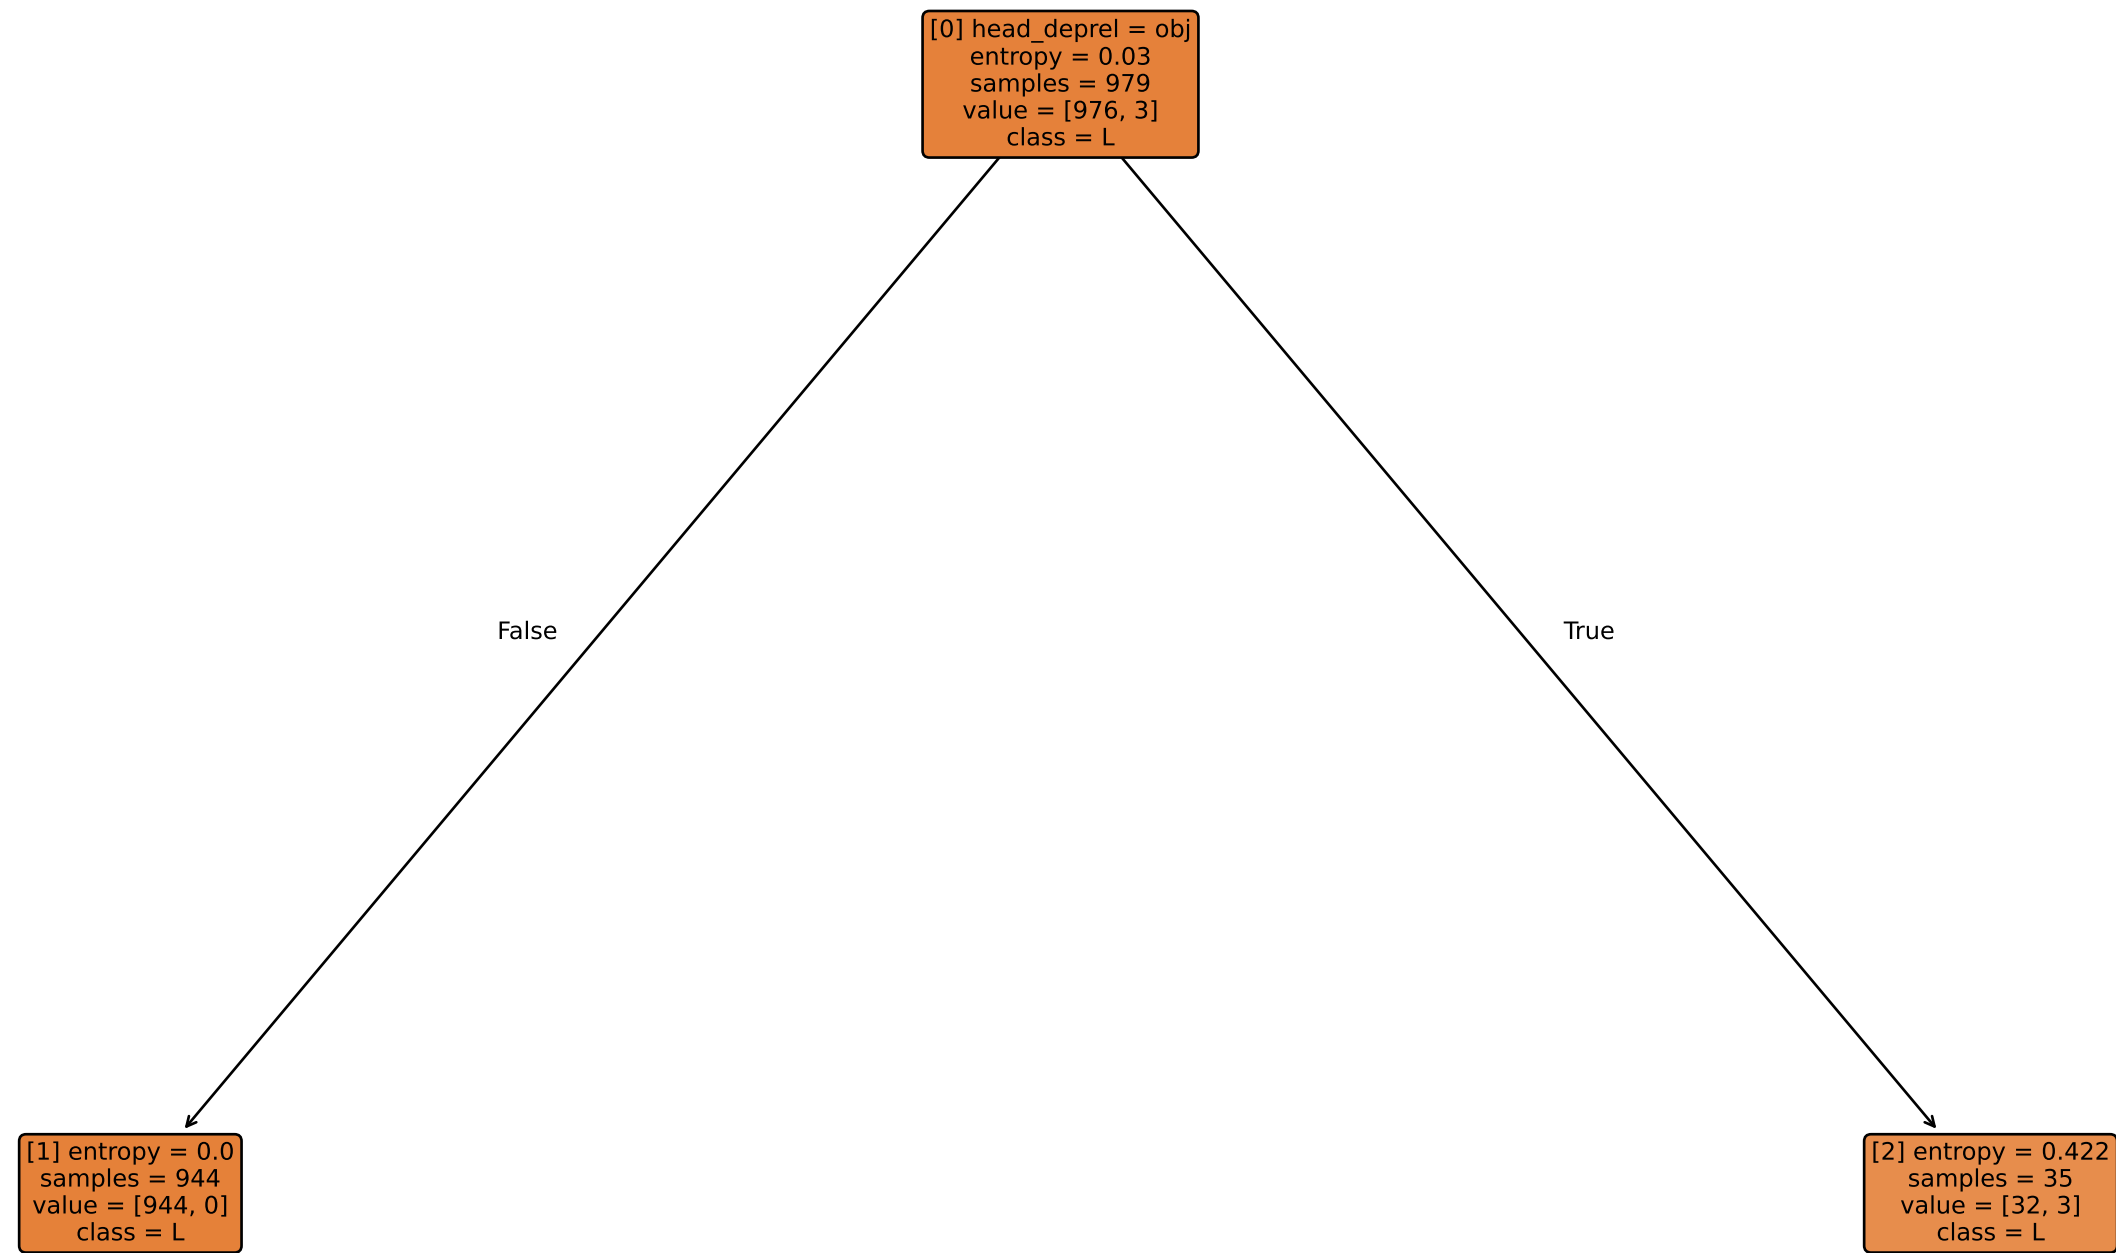 [0] head_deprel = obj
entropy = 0.03
samples = 979
value = [976, 3]
class = L
False
True
[1] entropy = 0.0
samples = 944
value = [944, 0]
class = L
[2] entropy = 0.422
samples = 35
value = [32, 3]
class = L